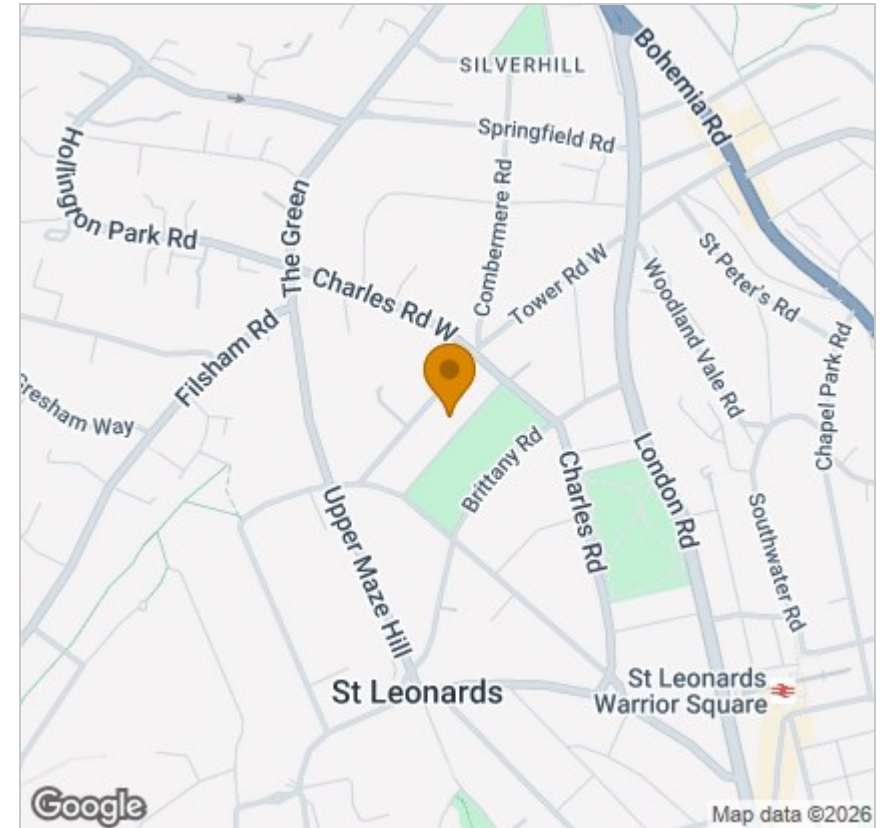 SILVERHILL
Bohemia Rd
Springfield Rd
Hollington Park Rd
The Green
Combermere Rd
Charles Rd W
Tower Rd W
St Peter's Rd
Woodland Vale Rd
Filsham Rd
Chapel Park Rd
Gresham Way
Brittany Rd
Charles Rd
London Rd
Upper Maze Hill
Southwater Rd
St Leonards
St Leonards
Warrior Square
Google
Map data ©2026